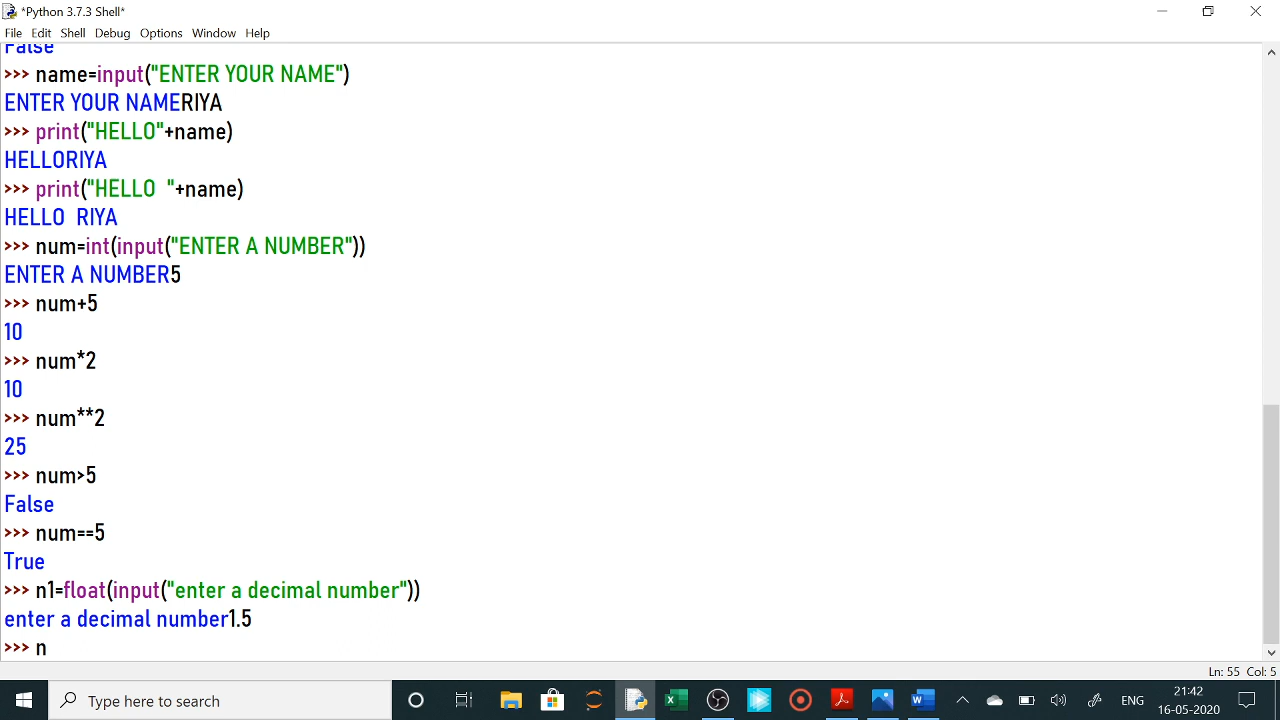 *Python 3.7.3 Shell*
File Edit Shell Debug Options Window Help
False
>>> name=input("ENTER YOUR NAME")
ENTER YOUR NAMERIYA
>>> print("HELLO"+name)
HELLORIYA
>>> print("HELLO  "+name)
HELLO  RIYA
>>> num=int(input("ENTER A NUMBER"))
ENTER A NUMBER5
>>> num+5
10
>>> num*2
10
>>> num**2
25
>>> num>5
False
>>> num==5
True
>>> n1=float(input("enter a decimal number"))
enter a decimal number1.5
>>> n
Ln: 55 Col: 5
Type here to search
ENG
21:42
16-05-2020